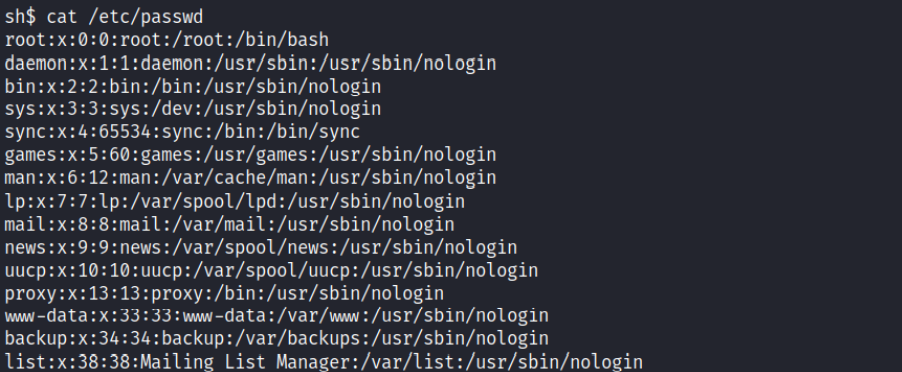 sh$ cat /etc/passwd
root:x:0:0:root:/root:/bin/bash
daemon:x:1:1:daemon:/usr/sbin:/usr/sbin/nologin
bin:x:2:2:bin:/bin:/usr/sbin/nologin
sys:x:3:3:sys:/dev:/usr/sbin/nologin
sync:x:4:65534:sync:/bin:/bin/sync
games:x:5:60:games:/usr/games:/usr/sbin/nologin
man:x:6:12:man:/var/cache/man:/usr/sbin/nologin
lp:x:7:7:lp:/var/spool/lpd:/usr/sbin/nologin
mail:x:8:8:mail:/var/mail:/usr/sbin/nologin
news:x:9:9:news:/var/spool/news:/usr/sbin/nologin
uucp:x:10:10:uucp:/var/spool/uucp:/usr/sbin/nologin
proxy:x:13:13:proxy:/bin:/usr/sbin/nologin
www-data:x:33:33:www-data:/var/www:/usr/sbin/nologin
backup:x:34:34:backup:/var/backups:/usr/sbin/nologin
list:x:38:38:Mailing List Manager:/var/list:/usr/sbin/nologin